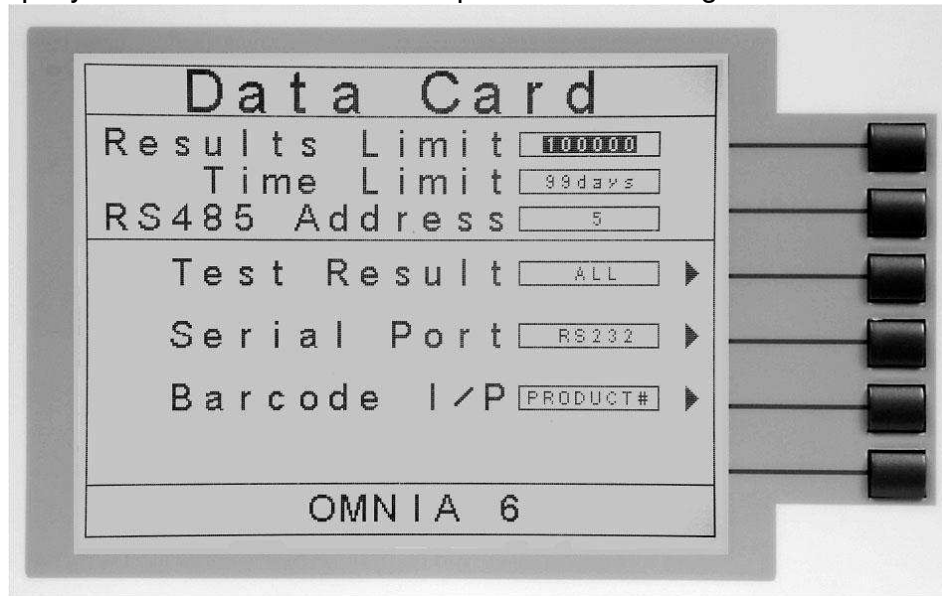 Data Card
Results Limit 100000
Time Limit 99days
RS485 Address 5
Test Result ALL
Serial Port RS232
Barcode I/P PRODUCT#
OMNIA 6